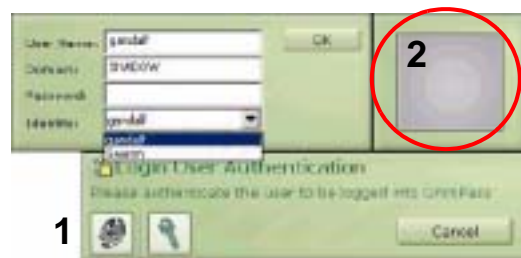 User Name: gandalf OK
Domain: SHADOW
Password:
Identity: gandalf
gandalf
2
Login User Authentication
Please authenticate the user to be logged into OmniPass
1
Cancel